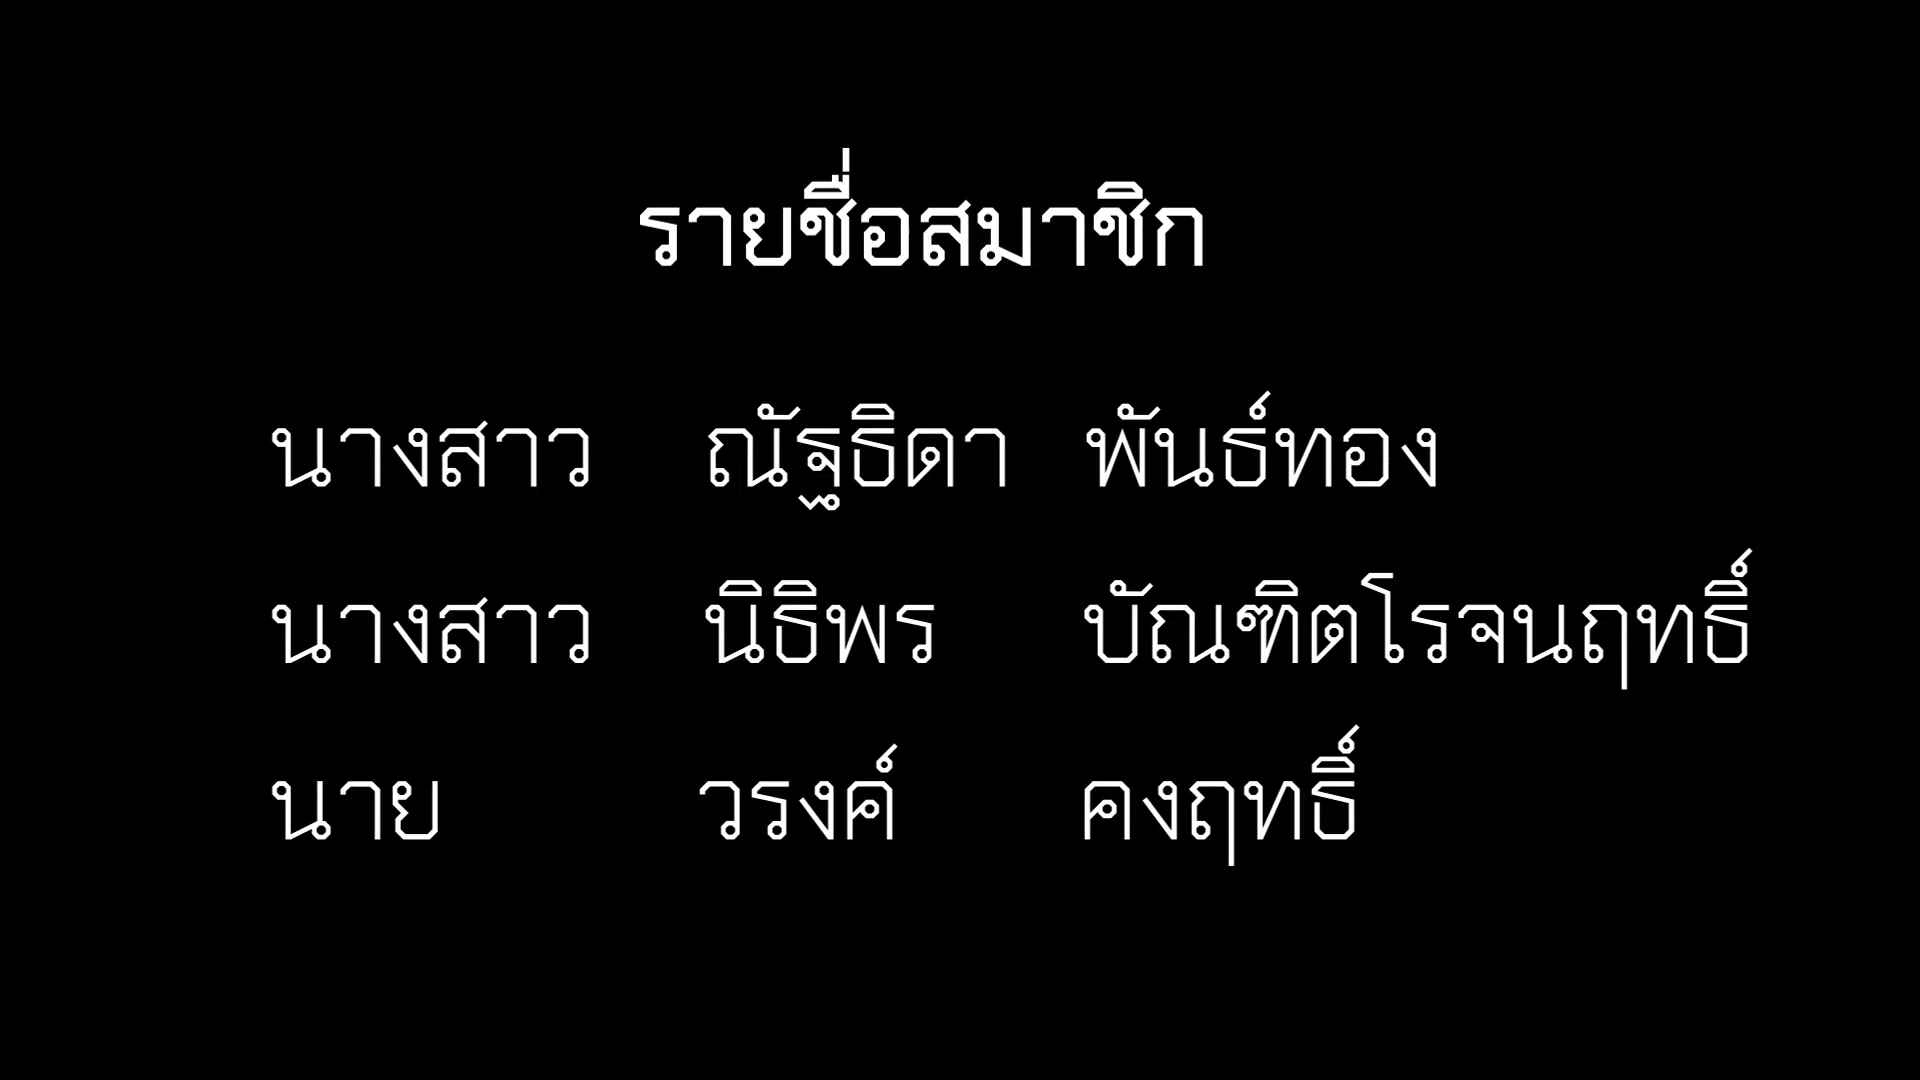 รายชื่อสมาชิก
นางสาว ณัฐธิดา พันธ์ทอง
นางสาว นิธิพร บัณฑิตโรจนฤทธิ์
นาย วรงค์ คงฤทธิ์